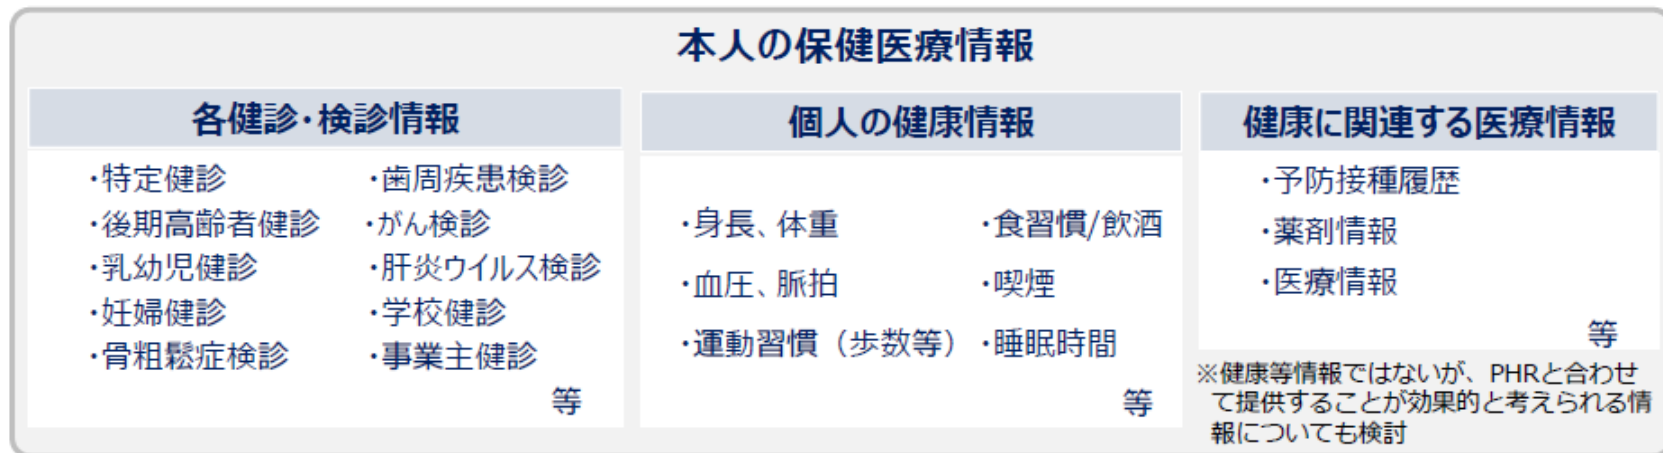 本人の保健医療情報
各健診・検診情報
・特定健診
・後期高齢者健診
・乳幼児健診
・妊婦健診
・骨粗鬆症検診
・歯周疾患検診
・がん検診
・肝炎ウイルス検診
・学校健診
・事業主健診
等
個人の健康情報
・身長、体重
・血圧、脈拍
・運動習慣（歩数等）
・食習慣/飲酒
・喫煙
・睡眠時間
等
健康に関連する医療情報
・予防接種履歴
・薬剤情報
・医療情報
等
※健康等情報ではないが、PHRと合わせ
て提供することが効果的と考えられる情
報についても検討